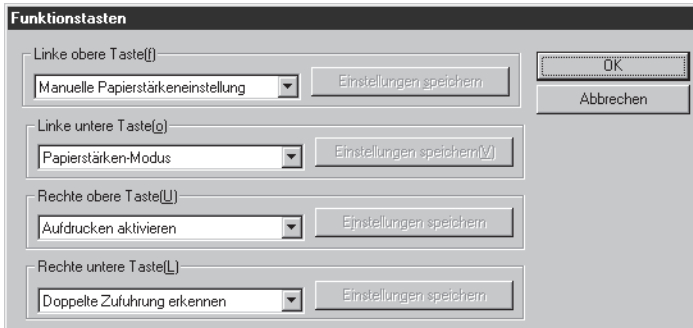 Funktionstasten
Linke obere Taste(f)
Manuelle Papierstärkeneinstellung
Einstellungen speichern
OK
Abbrechen
Linke untere Taste(o)
Papierstärken-Modus
Einstellungen speichern(V)
Rechte obere Taste(U)
Aufdrucken aktivieren
Einstellungen speichern
Rechte untere Taste(L)
Doppelte Zufuhrung erkennen
Einstellungen speichern